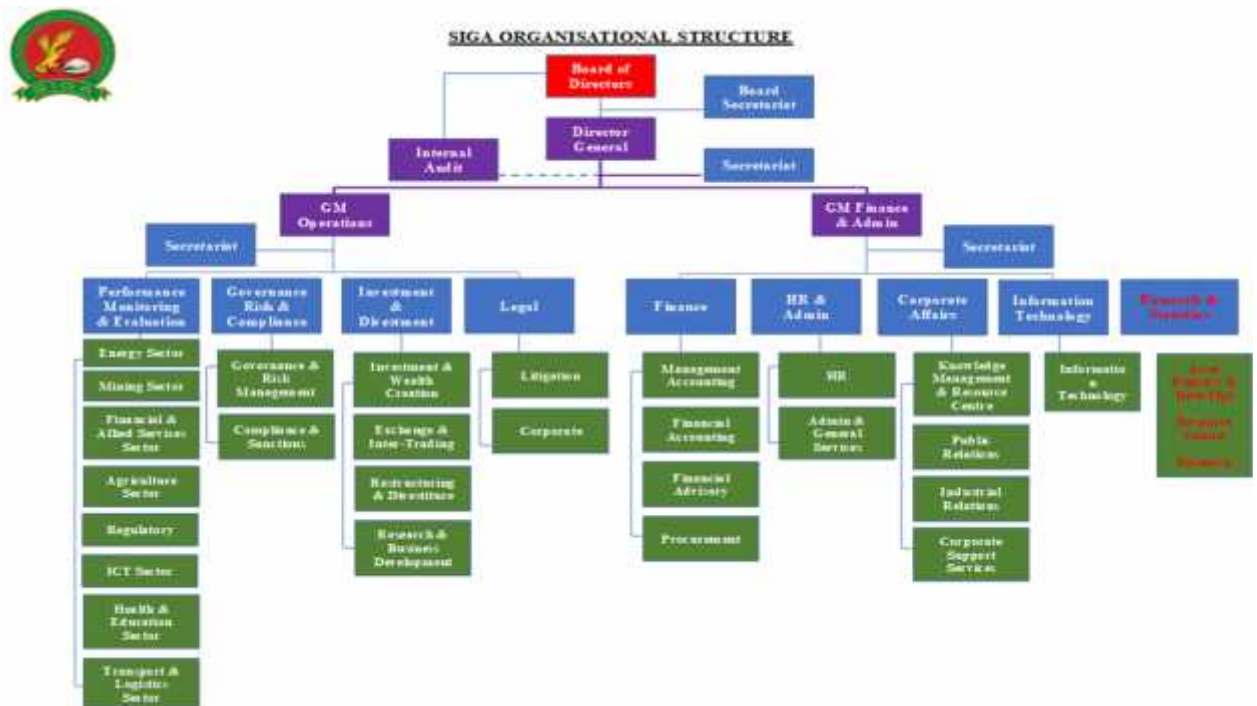 SIGA ORGANISATIONAL STRUCTURE
Board of
Directors
Board
Secretariat
Director
General
Internal
Audit
Secretariat
GM
Operations
GM Finance
& Admin
Secretariat
Secretariat
Performance
Monitoring
& Evaluation
Governance
Risk &
Compliance
Investment
&
Divestment
Legal
Finance
HR &
Admin
Corporate
Affairs
Information
Technology
Research &
Statistics
Energy Sector
Mining Sector
Financial &
Allied Services
Sector
Agriculture
Sector
Regulatory
ICT Sector
Health &
Education
Sector
Transport &
Logistics
Sector
Governance &
Risk
Management
Compliance &
Sanctions
Investment &
Wealth
Creation
Exchange &
Inter-Trading
Restructuring
& Divestiture
Research &
Business
Development
Litigation
Corporate
Management
Accounting
Financial
Accounting
Financial
Advisory
Procurement
HR
Admin &
General
Services
Knowledge
Management
& Resource
Centre
Public
Relations
Industrial
Relations
Corporate
Support
Services
Informatio
n
Technology